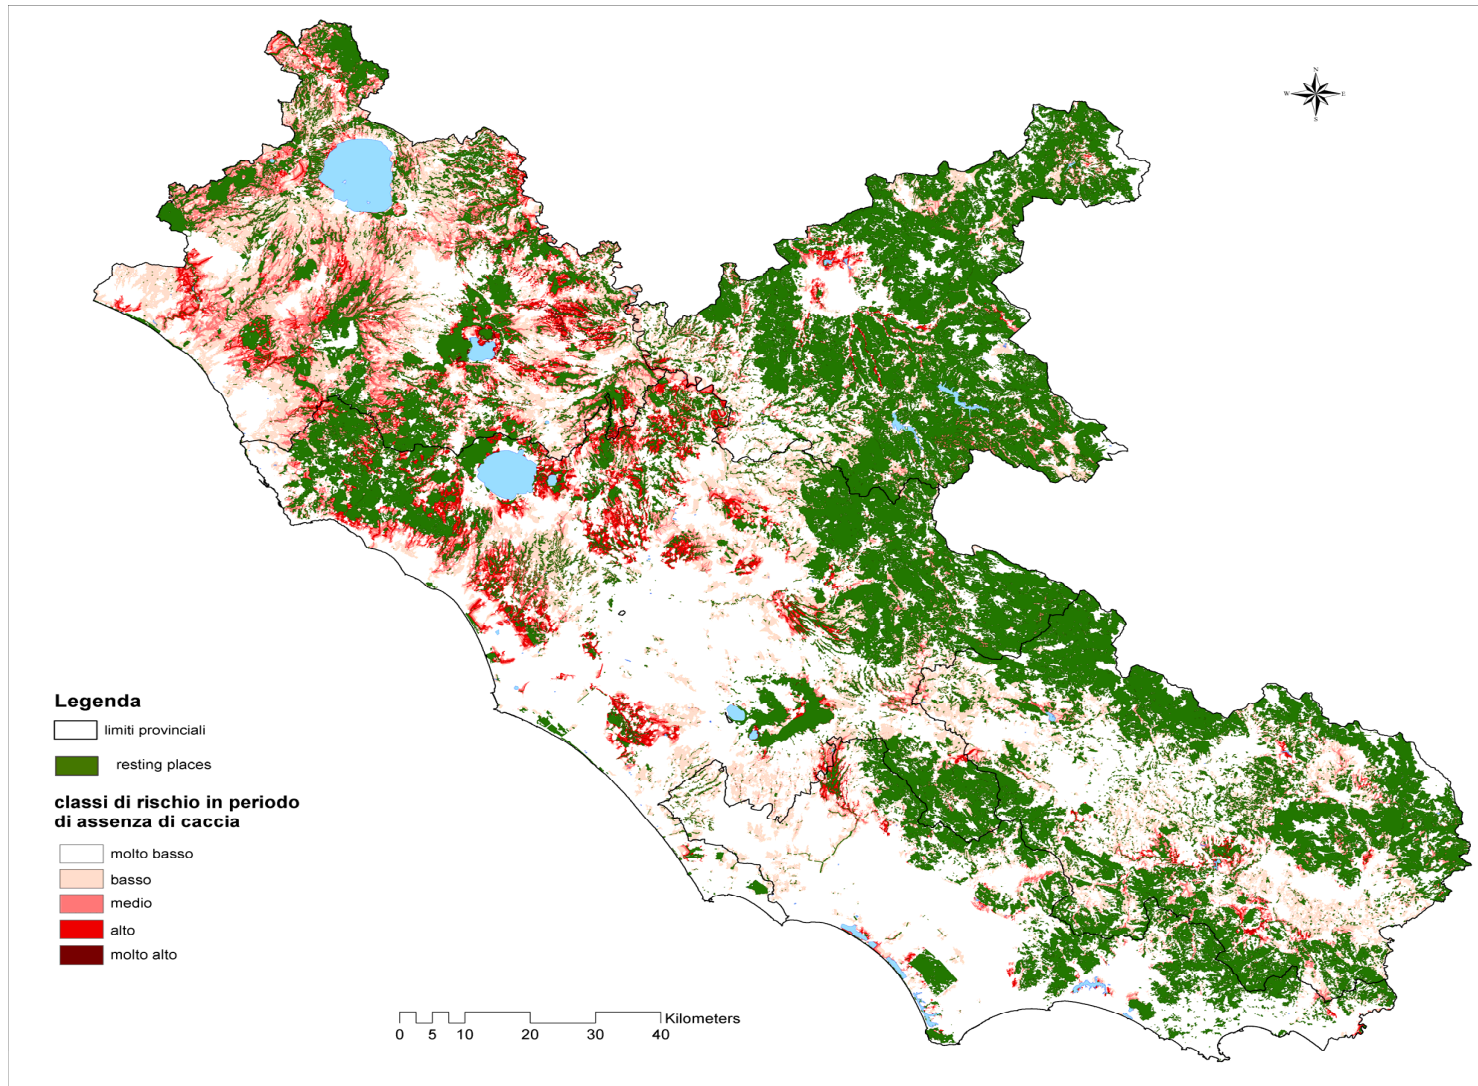 N
W E
S
Legenda
limiti provinciali
resting places
classi di rischio in periodo
di assenza di caccia
molto basso
basso
medio
alto
molto alto
Kilometers
0 5 10 20 30 40